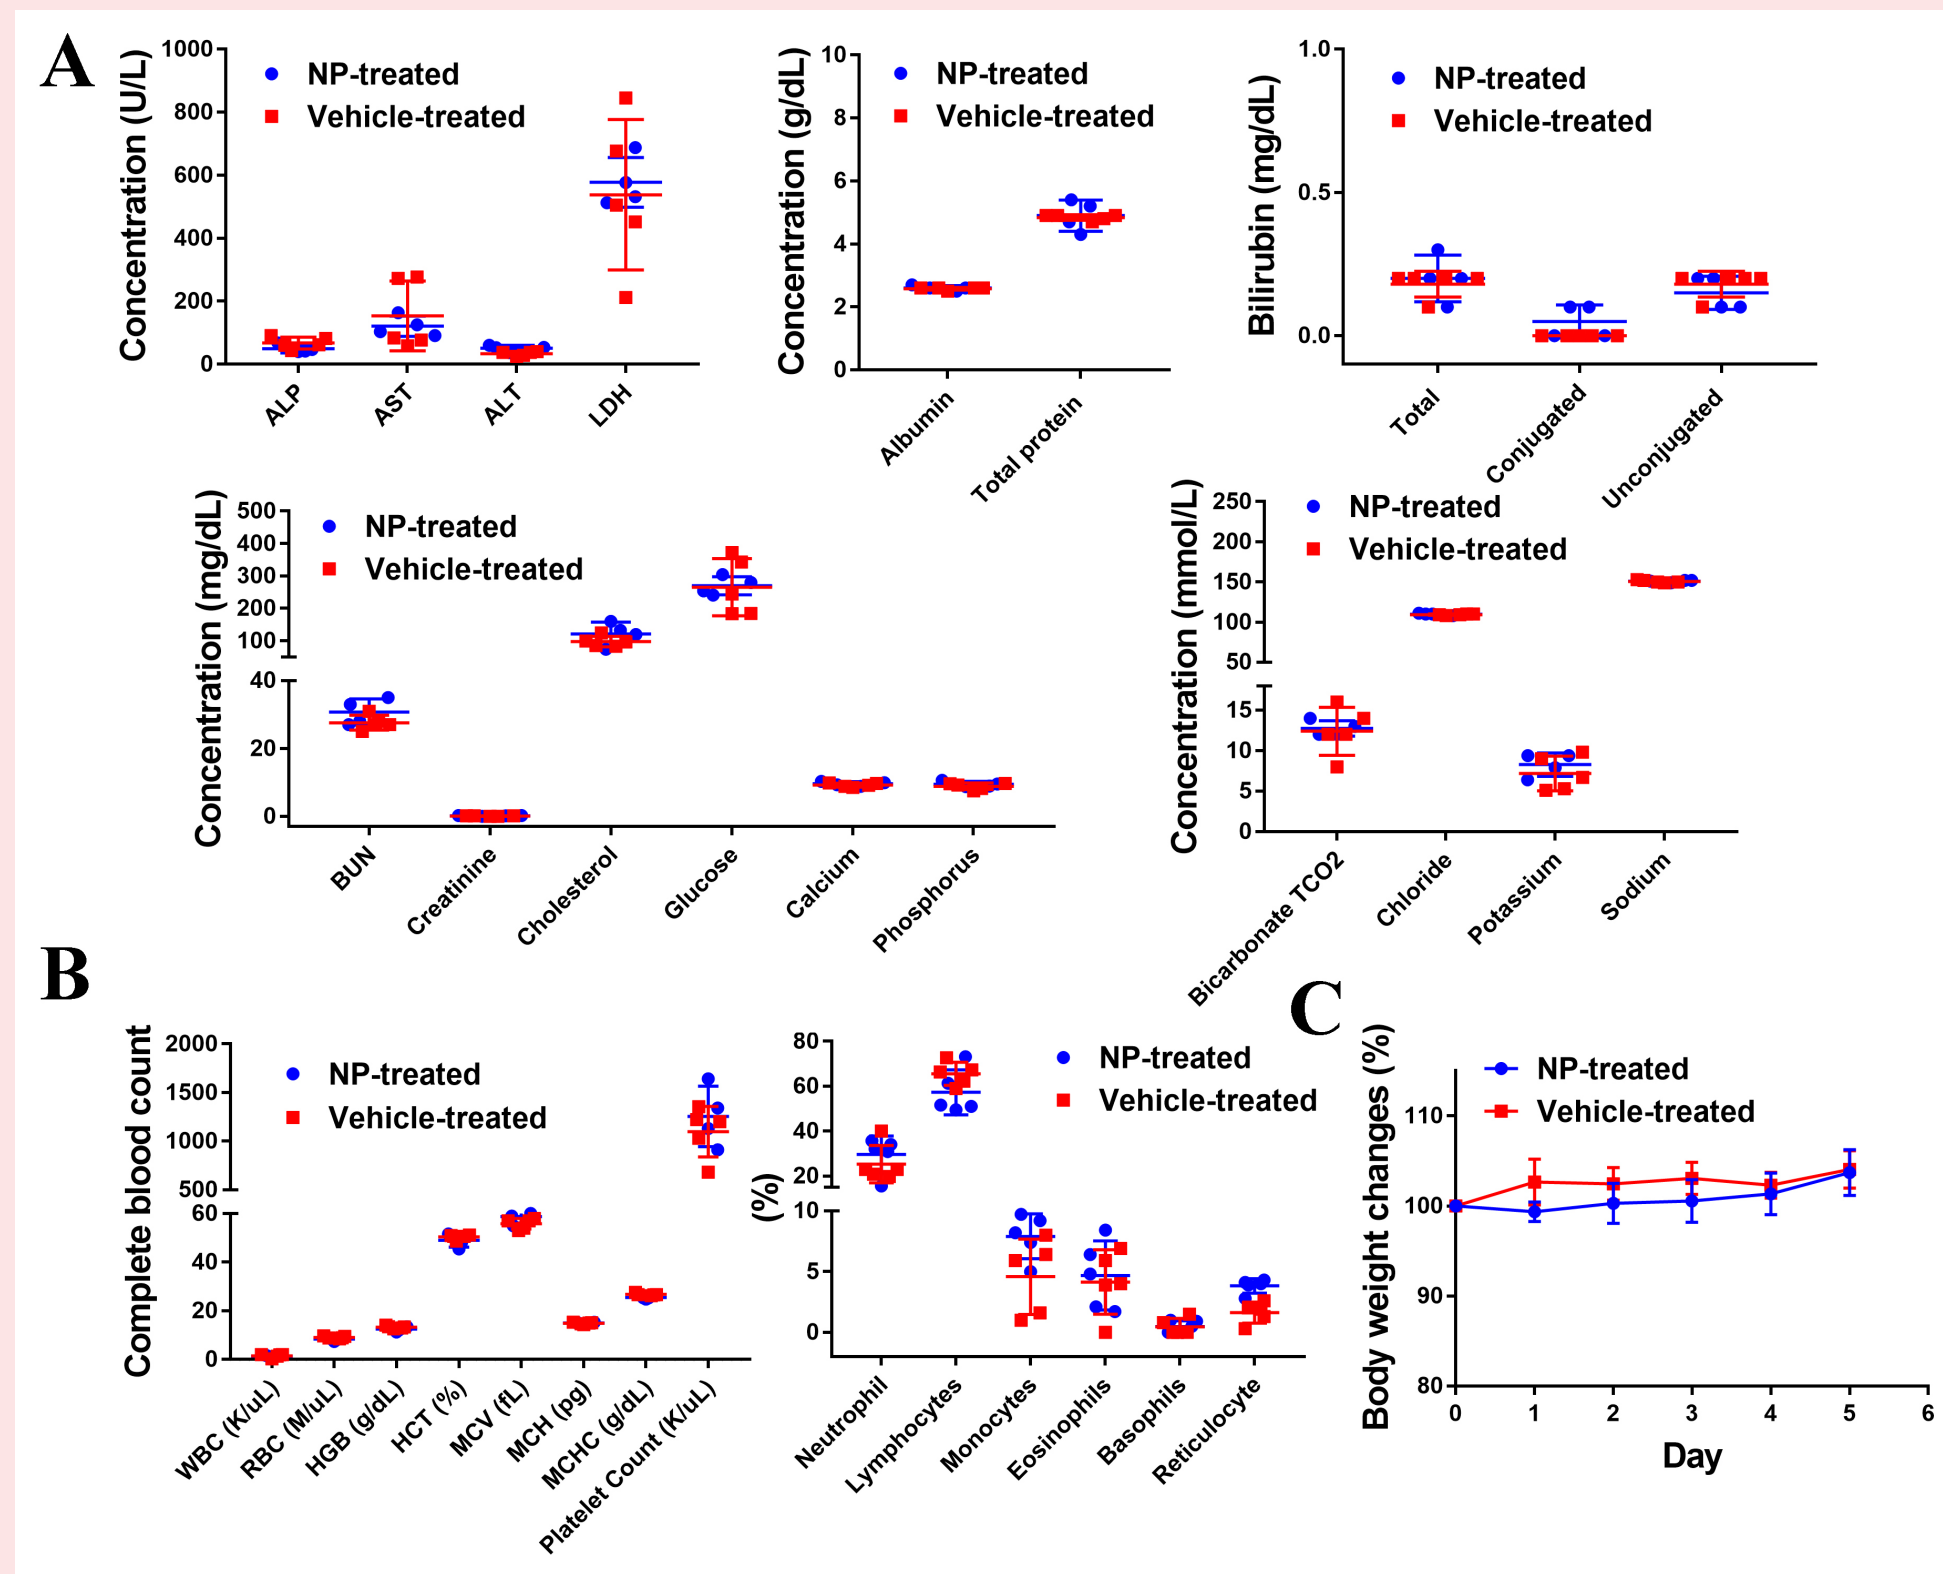 A
Concentration (U/L)
1000
800
600
400
200
0
NP-treated
Vehicle-treated
ALP
AST
ALT
LDH
Concentration (g/dL)
10
8
6
4
2
0
NP-treated
Vehicle-treated
Albumin
Total protein
Bilirubin (mg/dL)
1.0
0.5
0.0
NP-treated
Vehicle-treated
Total
Conjugated
Unconjugated
Concentration (mg/dL)
500
400
300
200
100
40
20
0
NP-treated
Vehicle-treated
BUN
Creatinine
Cholesterol
Glucose
Calcium
Phosphorus
Concentration (mmol/L)
250
200
150
100
50
15
10
5
0
NP-treated
Vehicle-treated
Bicarbonate TCO2
Chloride
Potassium
Sodium
B
Complete blood count
2000
1500
1000
500
60
40
20
0
NP-treated
Vehicle-treated
WBC (K/uL)
RBC (M/uL)
HGB (g/dL)
HCT (%)
MCV (fL)
MCH (pg)
MCHC (g/dL)
Platelet Count (K/uL)
(%)
80
60
40
20
10
5
0
NP-treated
Vehicle-treated
Neutrophil
Lymphocytes
Monocytes
Eosinophils
Basophils
Reticulocyte
C
Body weight changes (%)
110
100
90
80
NP-treated
Vehicle-treated
0 1 2 3 4 5 6
Day